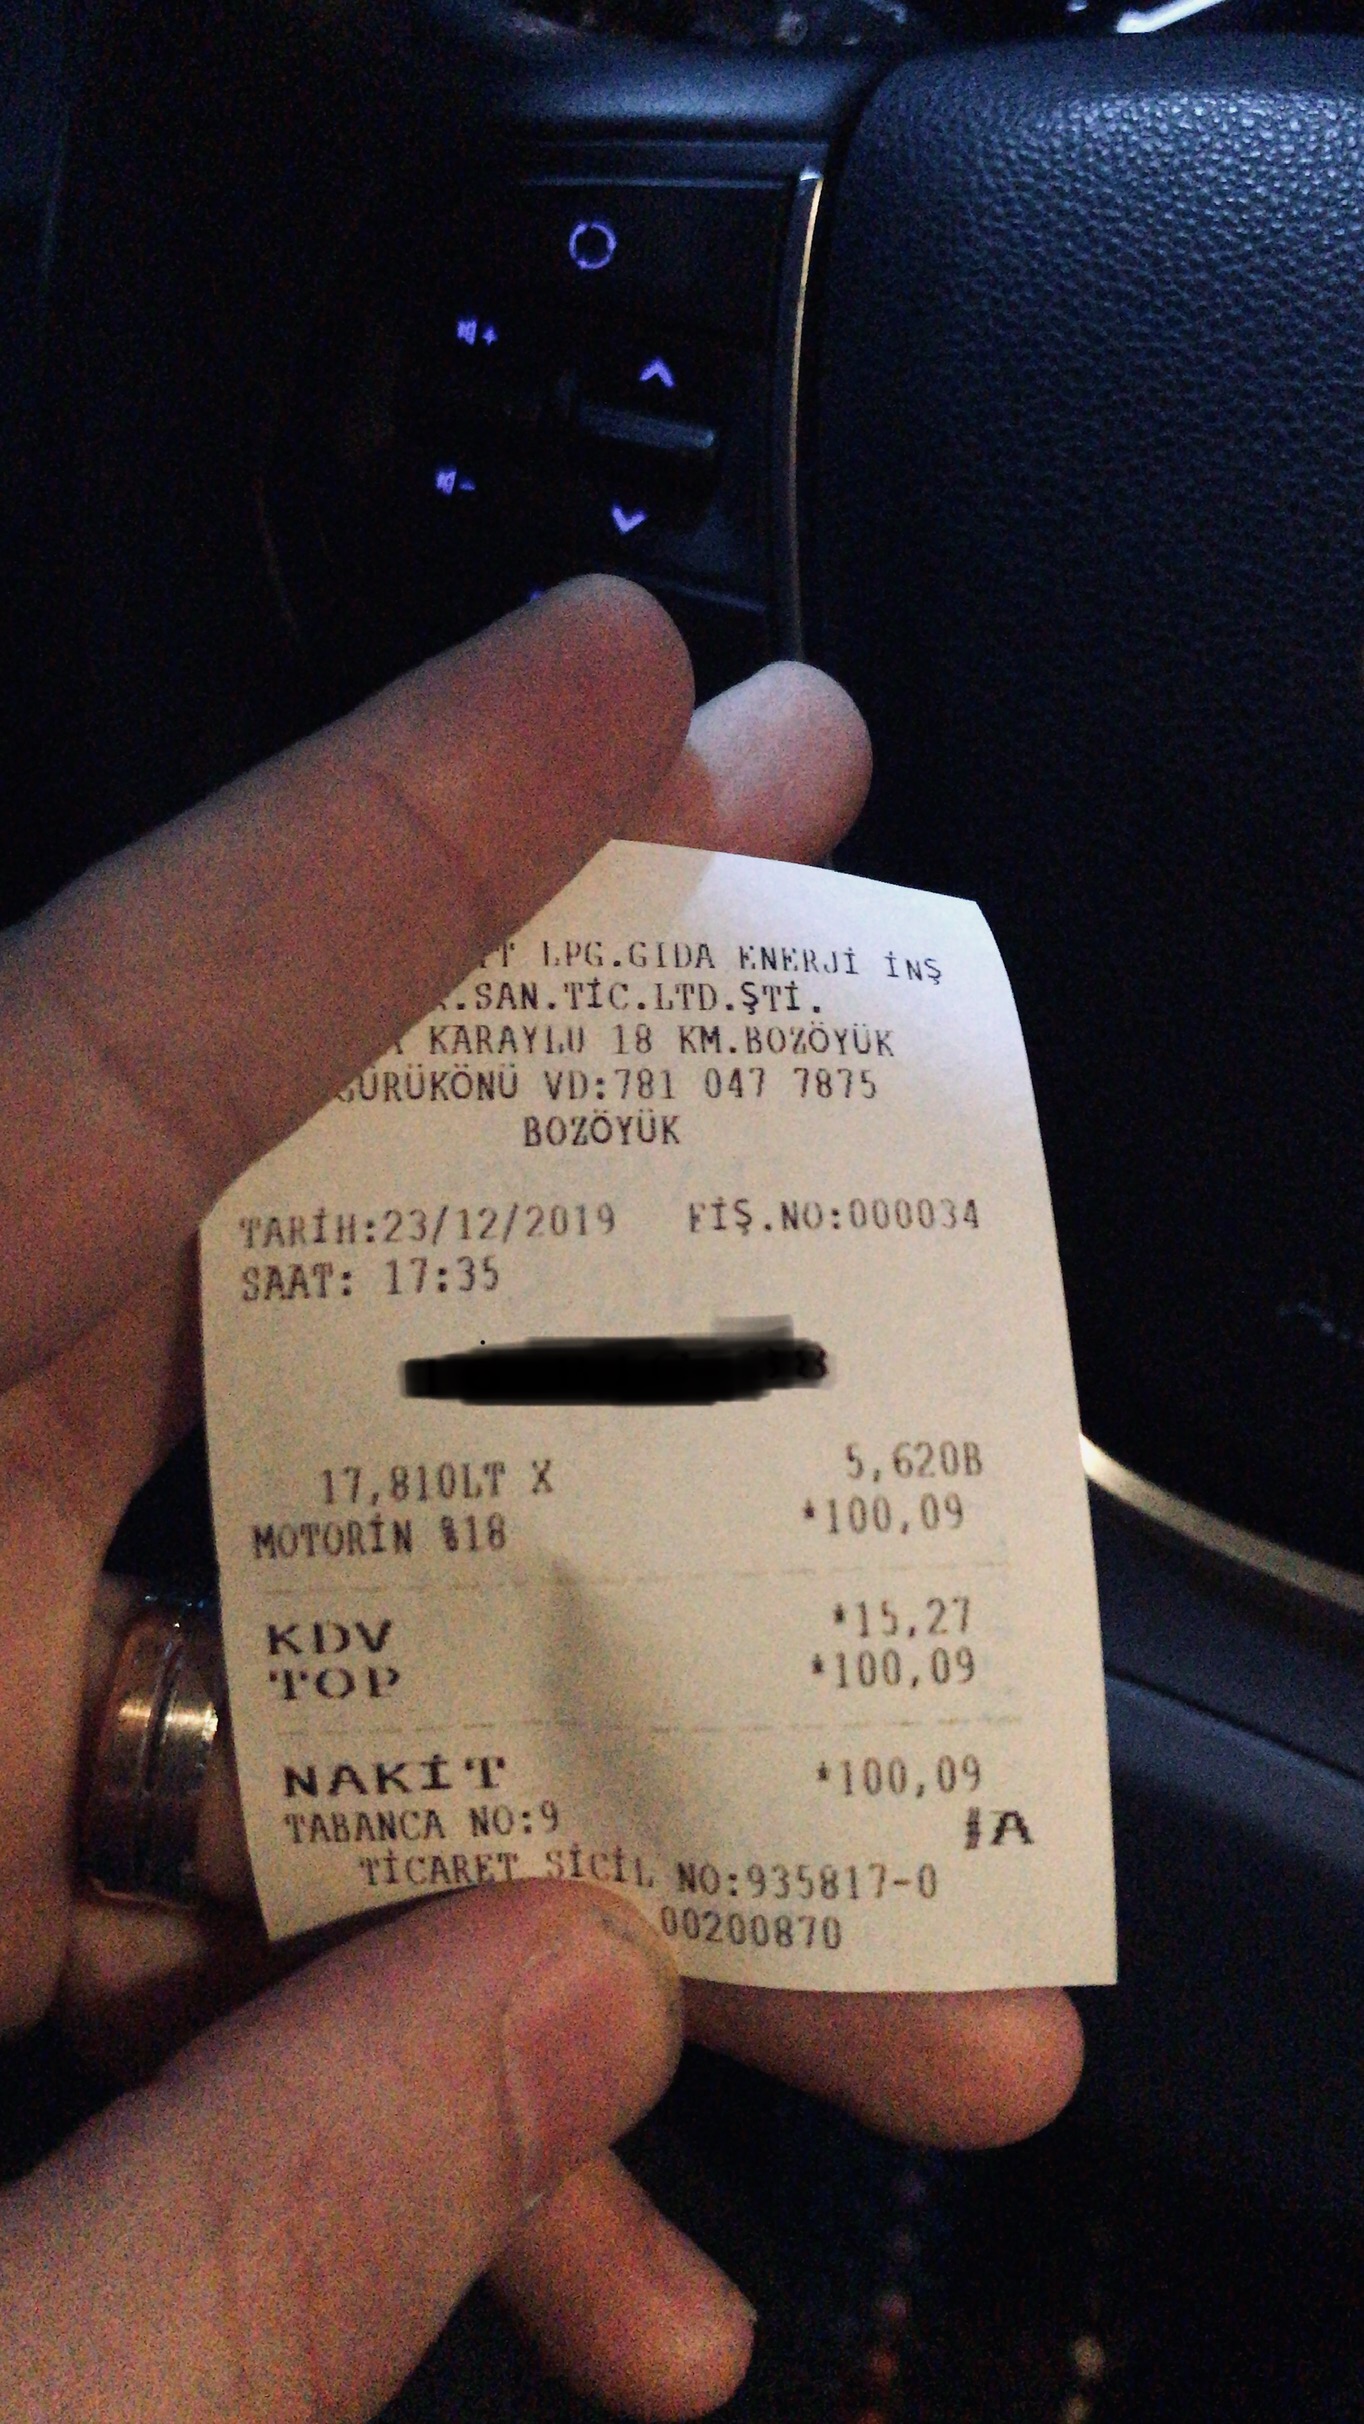 LPG.GIDA ENERJİ İNŞ
.SAN.TİC.LTD.ŞTİ.
KARAYLU 18 KM.BOZÖYÜK
VD:781 047 7875
BOZÖYÜK
TARİH:23/12/2019 FİŞ.NO:000034
SAAT: 17:35
17,810LT X 5,620B
MOTORİN %18 *100,09
KDV *15,27
TOP *100,09
NAKİT *100,09
TABANCA NO:9
TİCARET SİCİL NO:935817-0
00200870